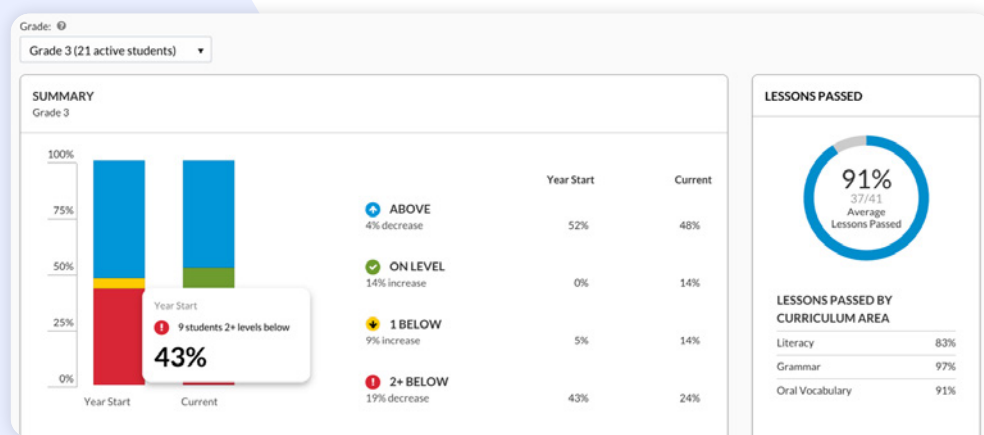 Grade:
Grade 3 (21 active students)
SUMMARY
Grade 3
100%
75%
50%
25%
0%
Year Start
Current
Year Start
9 students 2+ levels below
43%
Year Start Current
ABOVE
4% decrease 52% 48%
ON LEVEL
14% increase 0% 14%
1 BELOW
9% increase 5% 14%
2+ BELOW
19% decrease 43% 24%
LESSONS PASSED
91%
37/41
Average
Lessons Passed
LESSONS PASSED BY
CURRICULUM AREA
Literacy 83%
Grammar 97%
Oral Vocabulary 91%